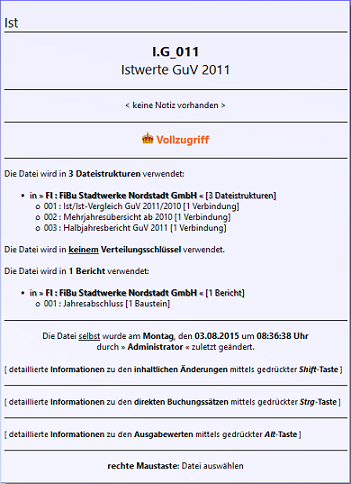 Ist
I.G_011
Istwerte GuV 2011
< keine Notiz vorhanden >
Vollzugriff
Die Datei wird in 3 Dateistrukturen verwendet:
• in » FI : FiBu Stadtwerke Nordstadt GmbH « [3 Dateistrukturen]
o 001 : Ist/Ist-Vergleich GuV 2011/2010 [1 Verbindung]
o 002 : Mehrjahresübersicht ab 2010 [1 Verbindung]
o 003 : Halbjahresbericht GuV 2011 [1 Verbindung]
Die Datei wird in keinem Verteilungsschlüssel verwendet.
Die Datei wird in 1 Bericht verwendet:
• in » FI : FiBu Stadtwerke Nordstadt GmbH « [1 Bericht]
o 001 : Jahresabschluss [1 Baustein]
Die Datei selbst wurde am Montag, den 03.08.2015 um 08:36:38 Uhr
durch » Administrator « zuletzt geändert.
[ detaillierte Informationen zu den inhaltlichen Änderungen mittels gedrückter Shift-Taste ]
[ detaillierte Informationen zu den direkten Buchungssätzen mittels gedrückter Strg-Taste ]
[ detaillierte Informationen zu den Ausgabewerten mittels gedrückter Alt-Taste ]
rechte Maustaste: Datei auswählen